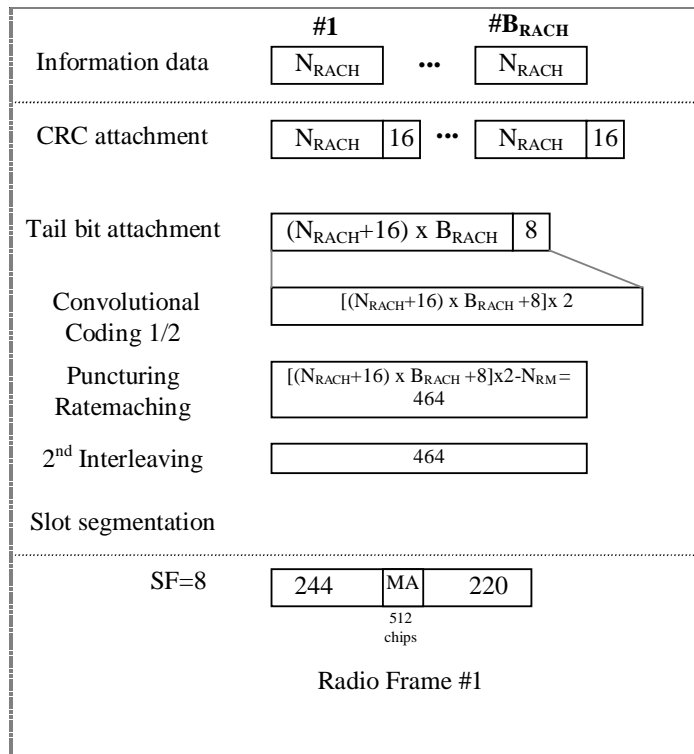 #1 #B_RACH
Information data N_RACH ••• N_RACH
CRC attachment N_RACH 16 ••• N_RACH 16
Tail bit attachment (N_RACH+16) x B_RACH 8
Convolutional
Coding 1/2
[(N_RACH+16) x B_RACH +8]x 2
Puncturing
Ratemaching
[(N_RACH+16) x B_RACH +8]x2-N_RM =
464
2nd Interleaving 464
Slot segmentation
SF=8 244 MA 220
512
chips
Radio Frame #1